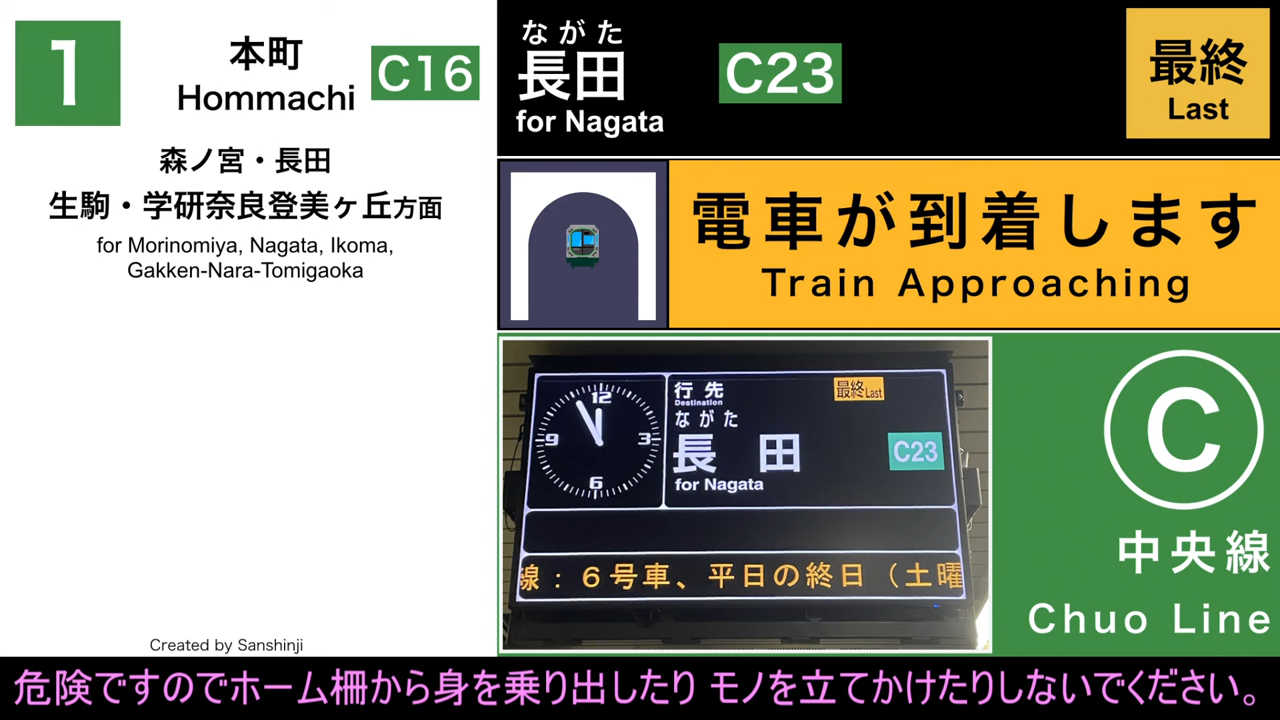 1
本町
Hommachi
C16
森ノ宮・長田
生駒・学研奈良登美ヶ丘方面
for Morinomiya, Nagata, Ikoma,
Gakken-Nara-Tomigaoka
Created by Sanshinji
ながた
長田
for Nagata
C23
最終
Last
電車が到着します
Train Approaching
12
3
6
9
行先
Destination
ながた
長田
for Nagata
最終Last
C23
線：６号車、平日の終日（土曜
C
中央線
Chuo Line
危険ですのでホーム柵から身を乗り出したり モノを立てかけたりしないでください。